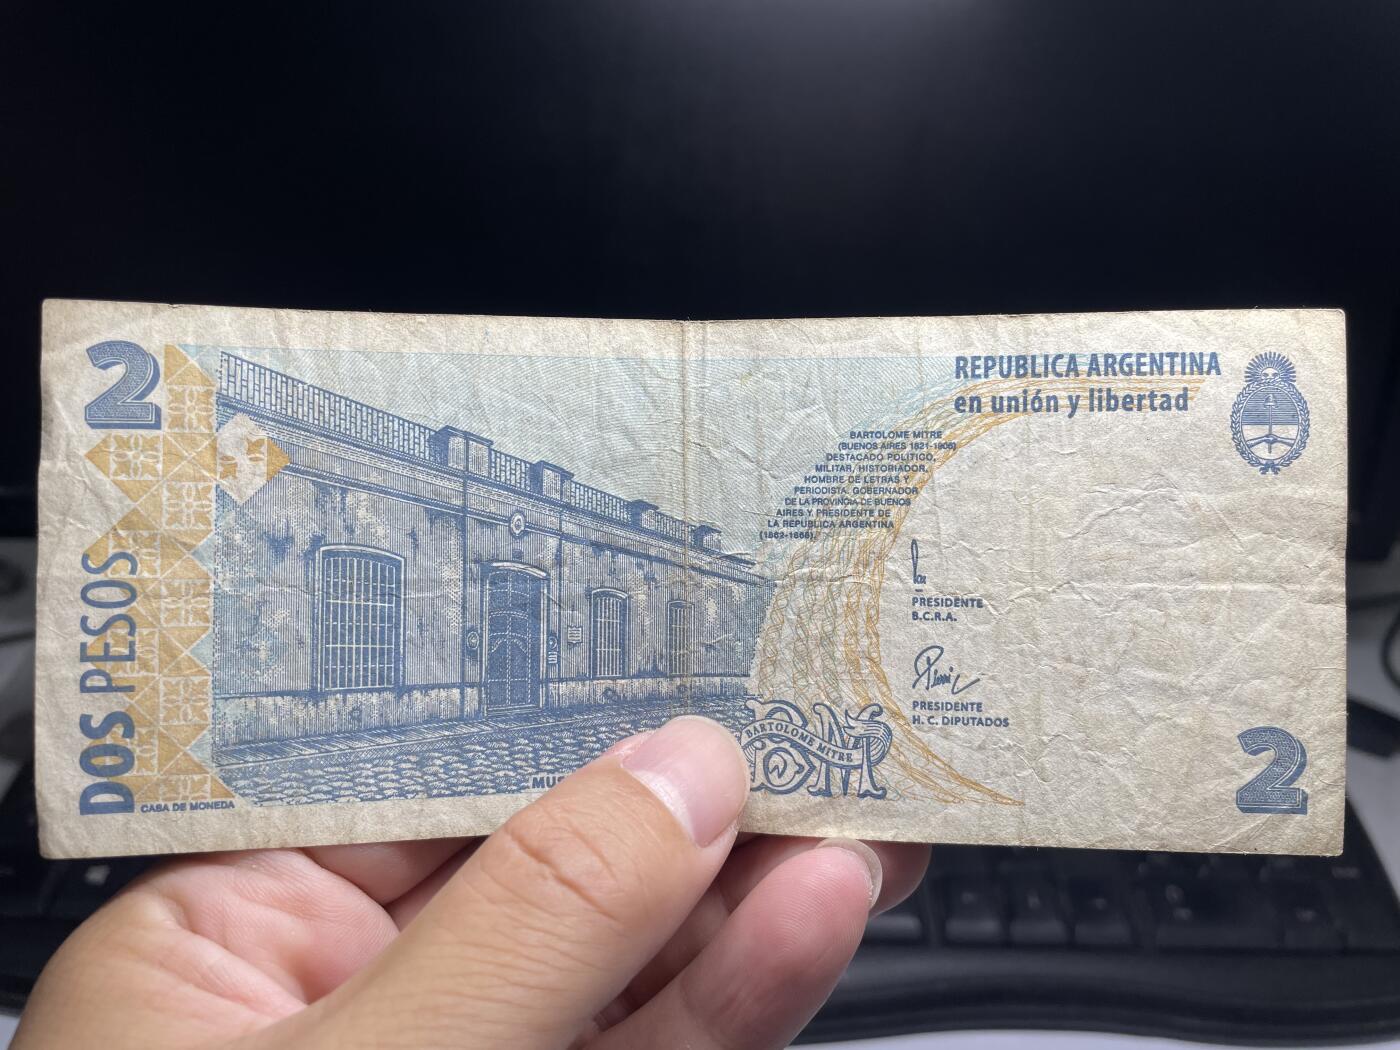 2
DOS PESOS
CASA DE MONEDA
REPUBLICA ARGENTINA
en unión y libertad
BARTOLOME MITRE
(BUENOS AIRES 1821-1906)
DESTACADO POLITICO,
MILITAR, HISTORIADOR,
HOMBRE DE LETRAS Y
PERIODISTA. GOBERNADOR
DE LA PROVINCIA DE BUENOS
AIRES Y PRESIDENTE DE
LA REPUBLICA ARGENTINA
(1862-1868).
PRESIDENTE
B.C.R.A.
PRESIDENTE
H. C. DIPUTADOS
BM
BARTOLOME MITRE
2